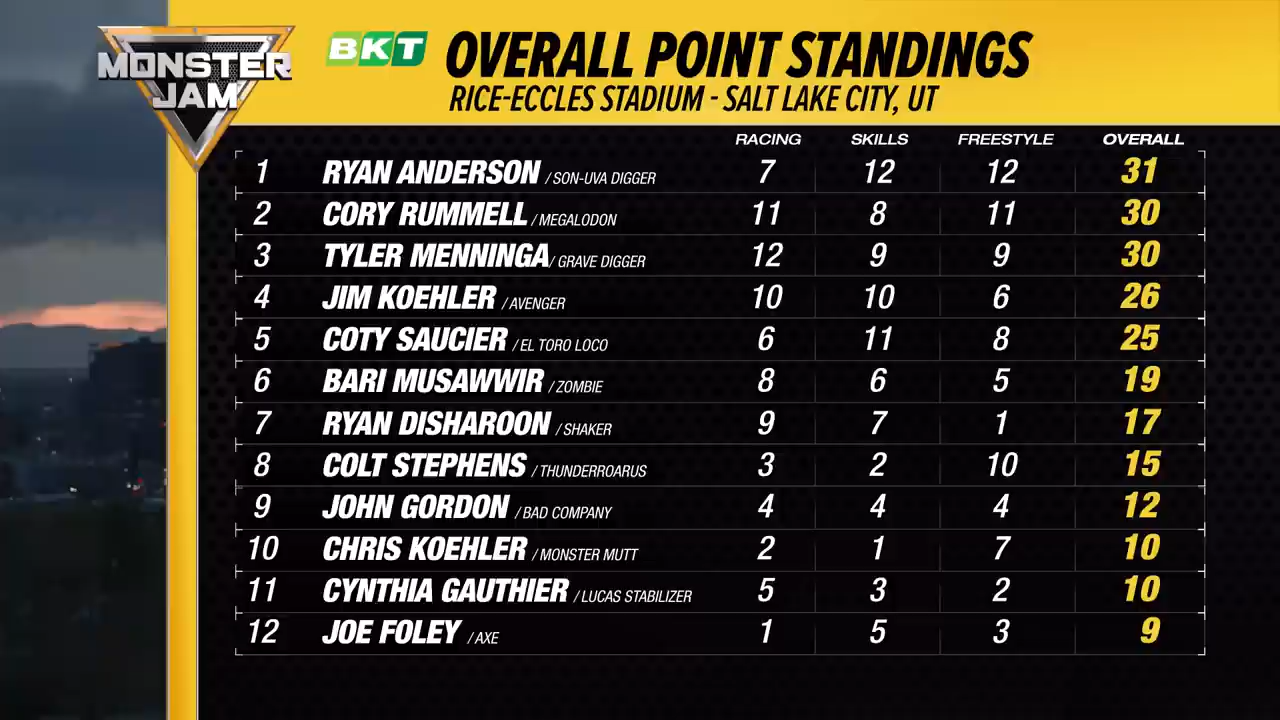 MONSTER JAM
BKT OVERALL POINT STANDINGS
RICE-ECCLES STADIUM - SALT LAKE CITY, UT
RACING SKILLS FREESTYLE OVERALL
1 RYAN ANDERSON / SON-UVA DIGGER 7 12 12 31
2 CORY RUMMELL / MEGALODON 11 8 11 30
3 TYLER MENNINGA / GRAVE DIGGER 12 9 9 30
4 JIM KOEHLER / AVENGER 10 10 6 26
5 COTY SAUCIER / EL TORO LOCO 6 11 8 25
6 BARI MUSAWWIR / ZOMBIE 8 6 5 19
7 RYAN DISHAROON / SHAKER 9 7 1 17
8 COLT STEPHENS / THUNDERROARUS 3 2 10 15
9 JOHN GORDON / BAD COMPANY 4 4 4 12
10 CHRIS KOEHLER / MONSTER MUTT 2 1 7 10
11 CYNTHIA GAUTHIER / LUCAS STABILIZER 5 3 2 10
12 JOE FOLEY / AXE 1 5 3 9